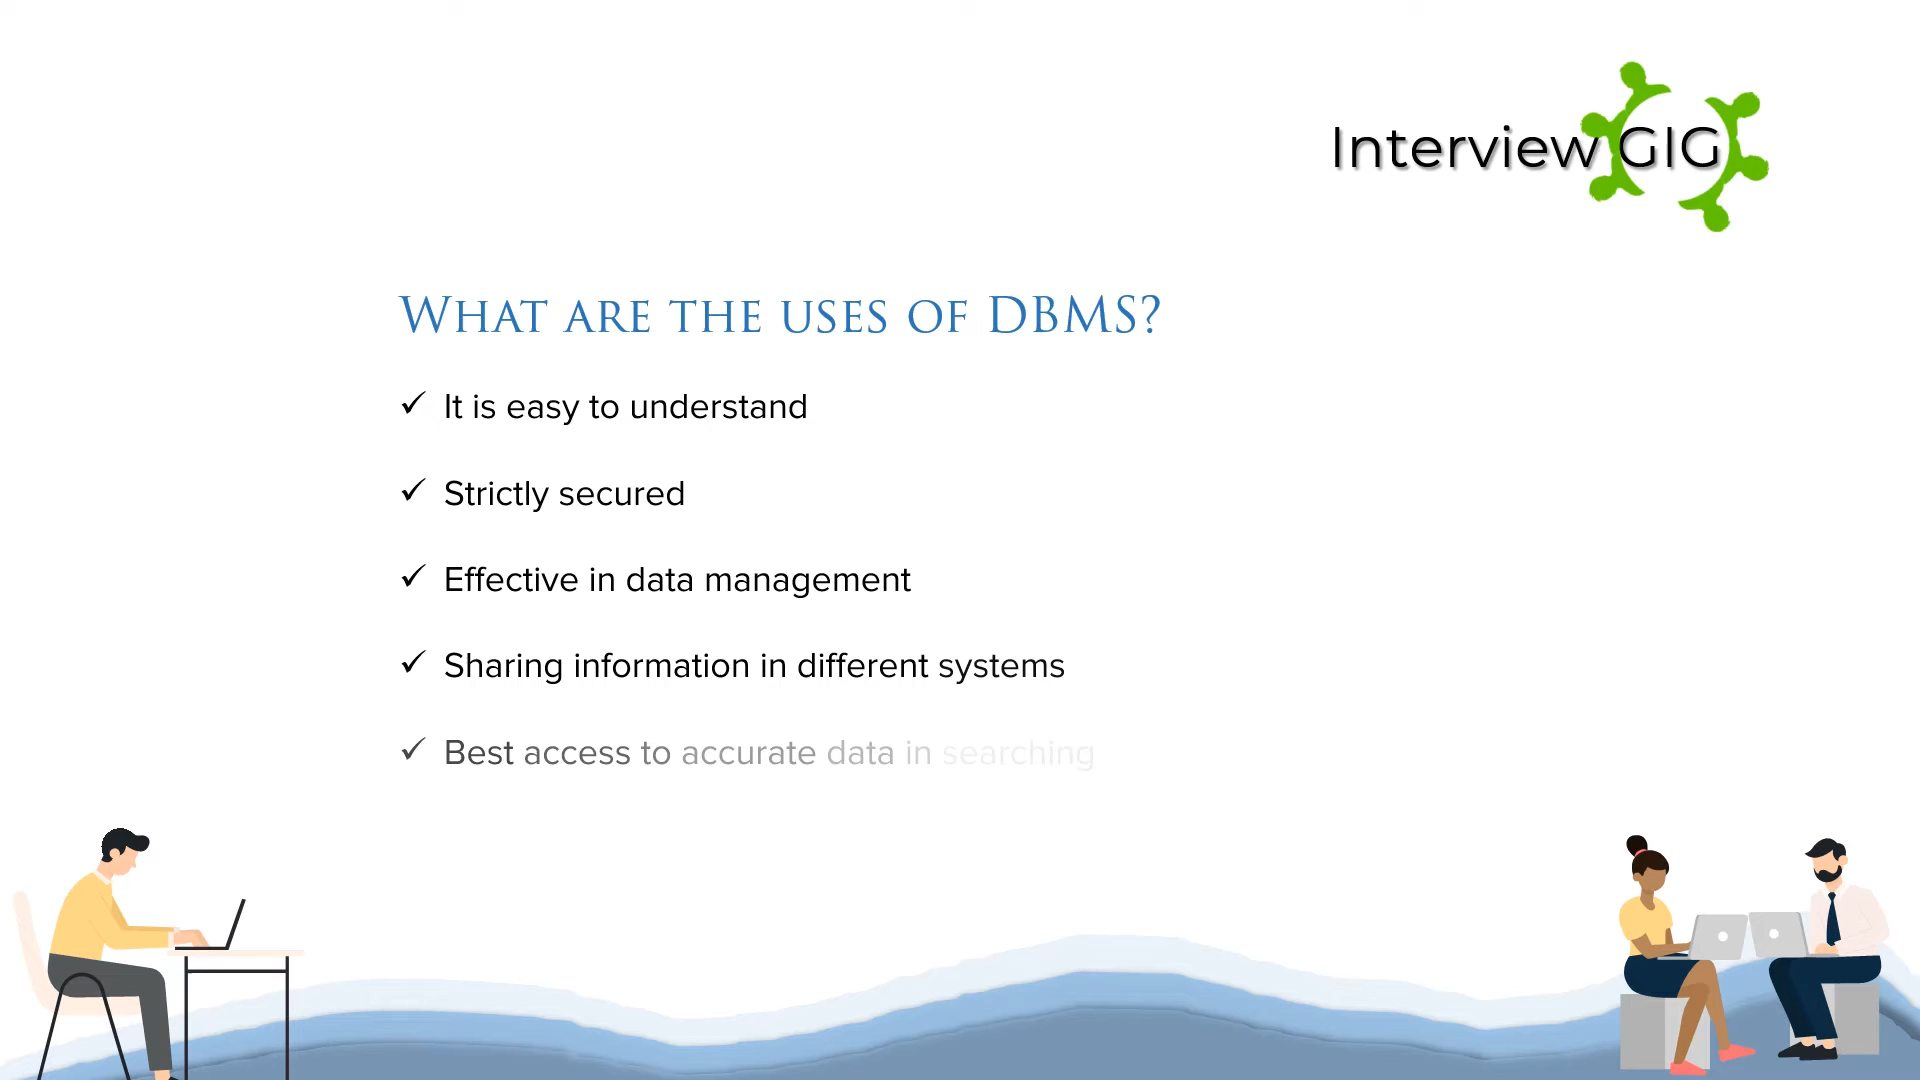 Interview GIG
What are the uses of DBMS?
✓ It is easy to understand
✓ Strictly secured
✓ Effective in data management
✓ Sharing information in different systems
✓ Best access to accurate data in searching